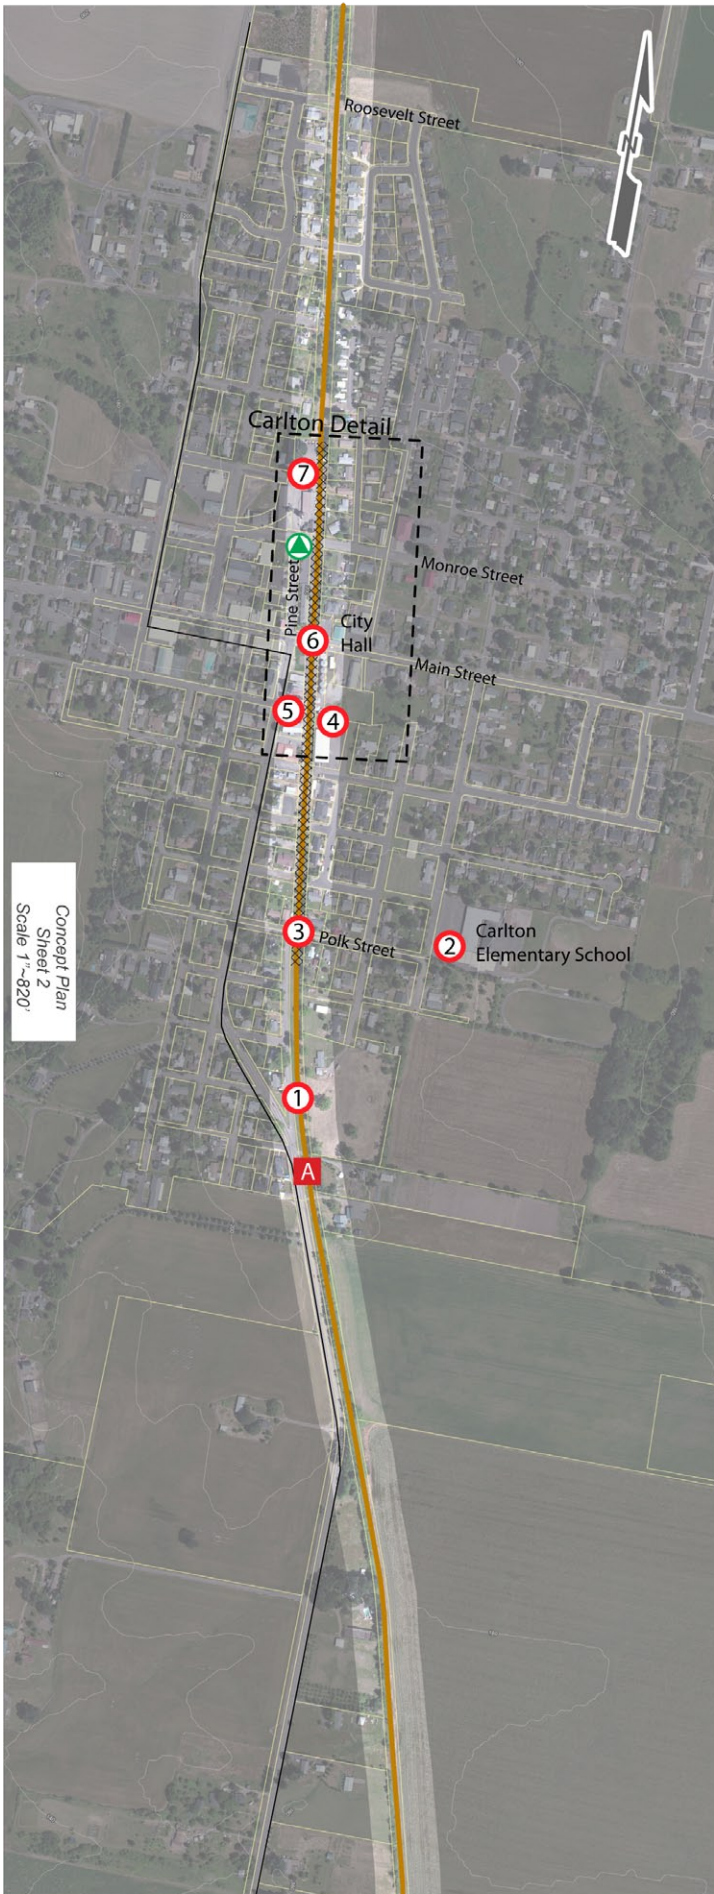 Roosevelt Street
Carlton Detail
7
Monroe Street
Pine Street
6
City
Hall
Main Street
5
4
Concept Plan
Sheet 2
Scale 1"~820'
3
Polk Street
2
Carlton
Elementary School
1
A
N